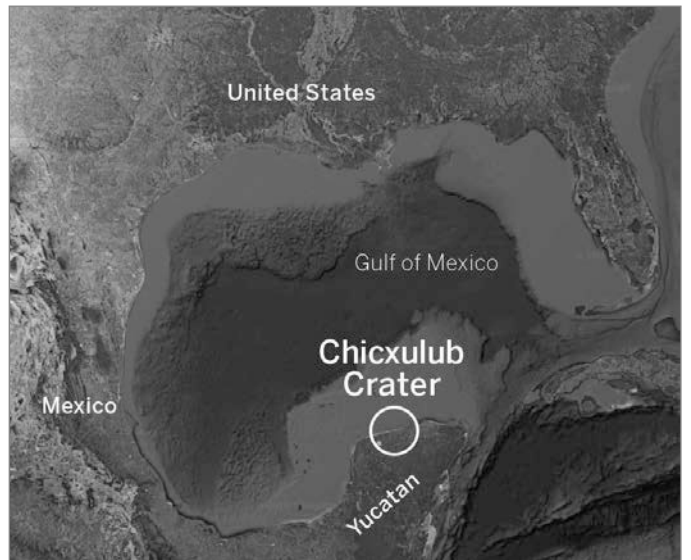 United States
Gulf of Mexico
Chicxulub
Crater
Mexico
Yucatan